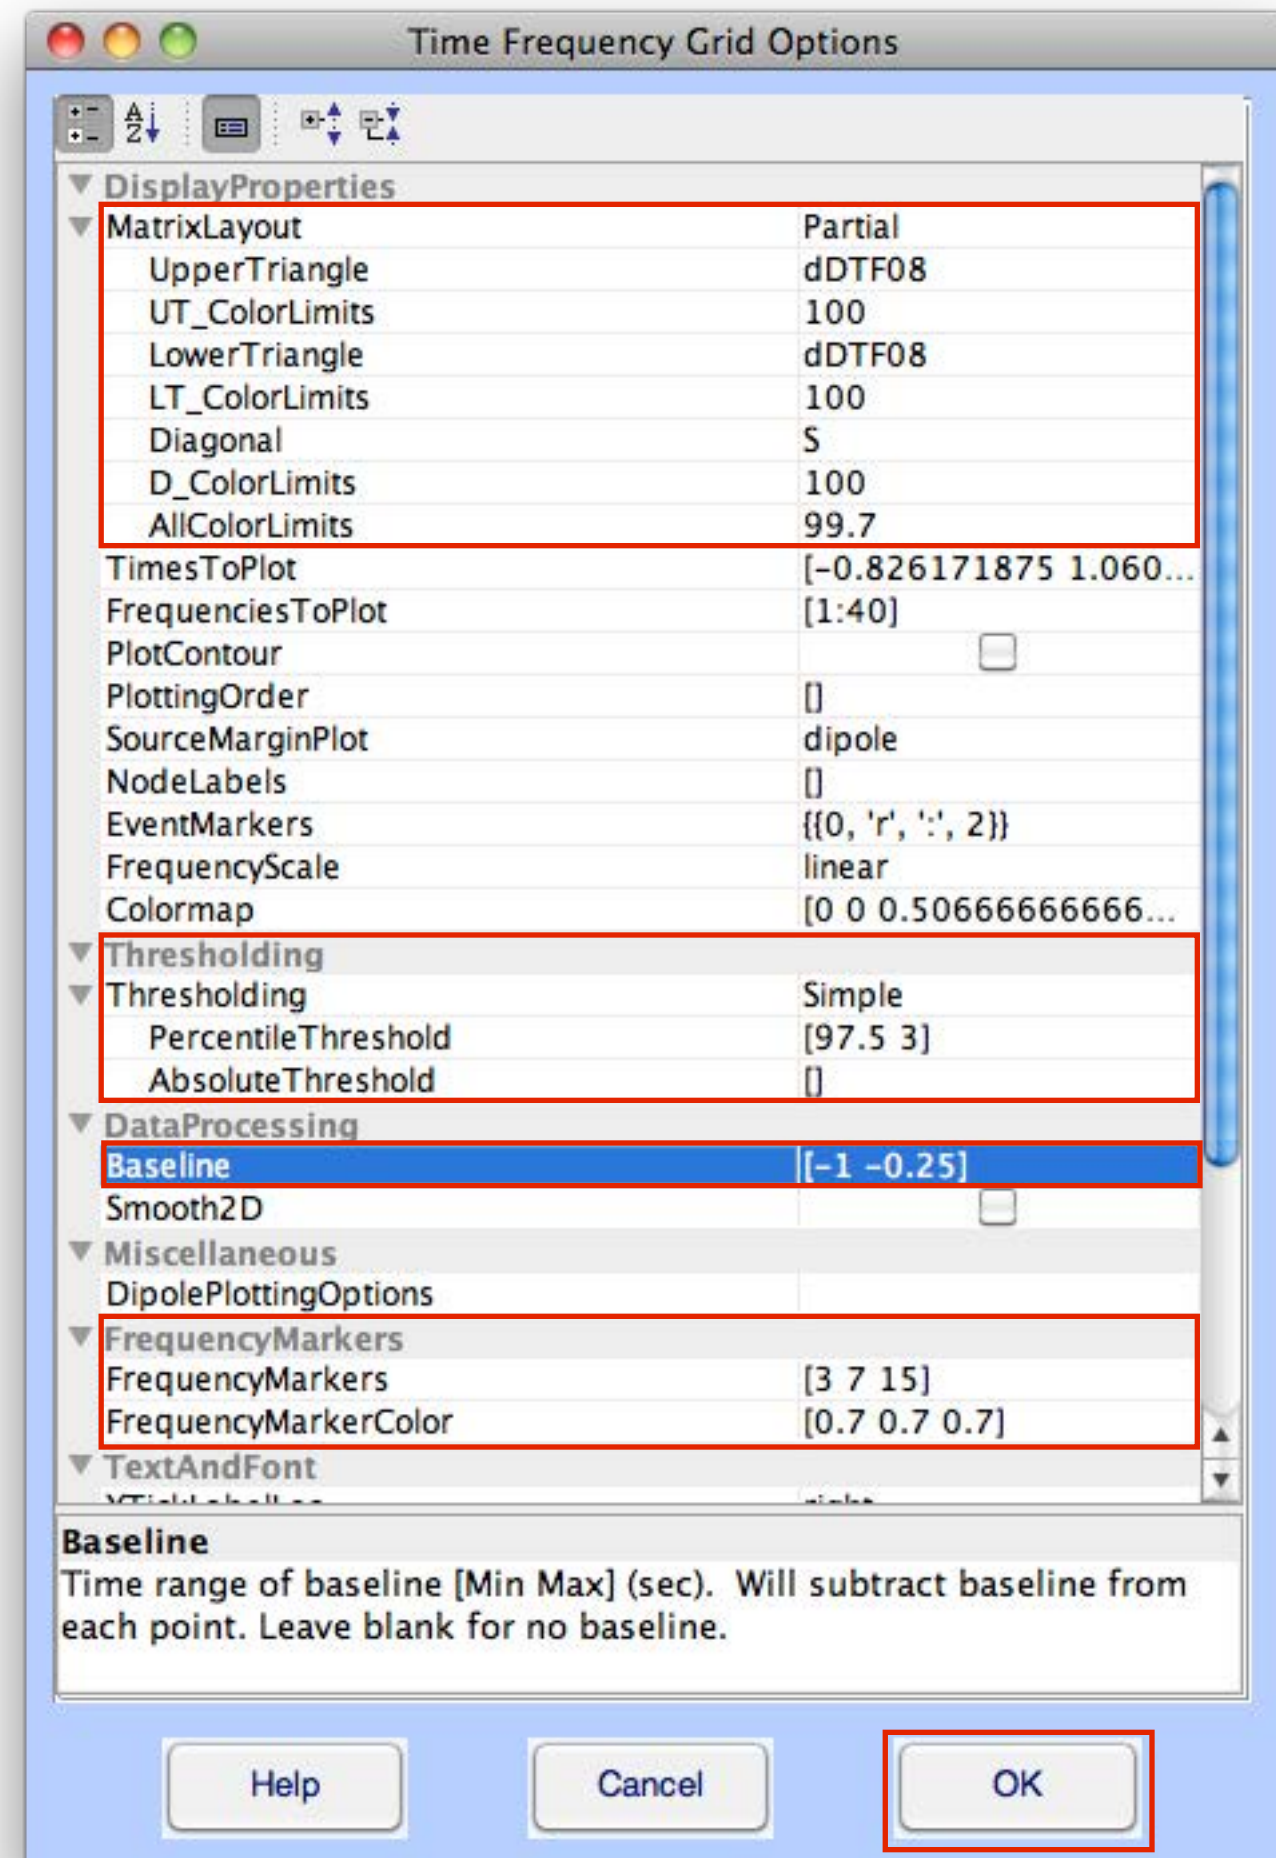 Time Frequency Grid Options
DisplayProperties
MatrixLayout Partial
UpperTriangle dDTF08
UT_ColorLimits 100
LowerTriangle dDTF08
LT_ColorLimits 100
Diagonal S
D_ColorLimits 100
AllColorLimits 99.7
TimesToPlot [-0.826171875 1.060...
FrequenciesToPlot [1:40]
PlotContour
PlottingOrder []
SourceMarginPlot dipole
NodeLabels []
EventMarkers {{0, 'r', ':', 2}}
FrequencyScale linear
Colormap [0 0 0.50666666666...
Thresholding
Thresholding Simple
PercentileThreshold [97.5 3]
AbsoluteThreshold []
DataProcessing
Baseline [-1 -0.25]
Smooth2D
Miscellaneous
DipolePlottingOptions
FrequencyMarkers
FrequencyMarkers [3 7 15]
FrequencyMarkerColor [0.7 0.7 0.7]
TextAndFont
Baseline
Time range of baseline [Min Max] (sec). Will subtract baseline from
each point. Leave blank for no baseline.
Help Cancel OK